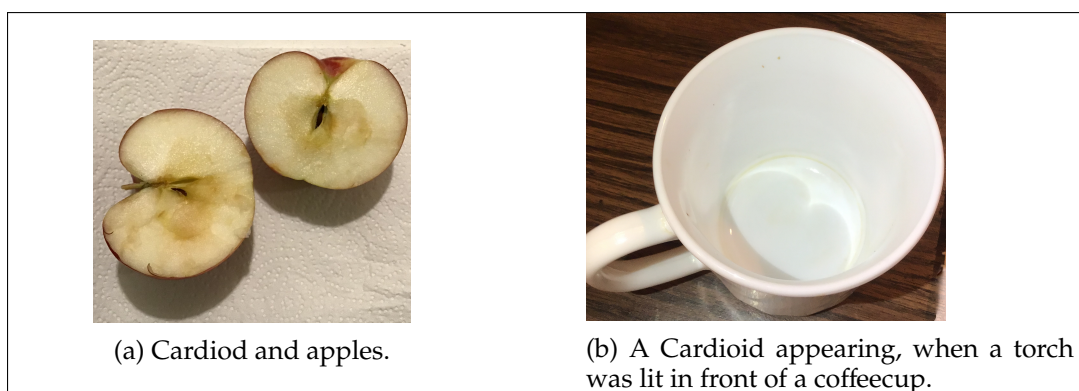 (a) Cardiod and apples.
(b) A Cardioid appearing, when a torch
was lit in front of a coffeecup.